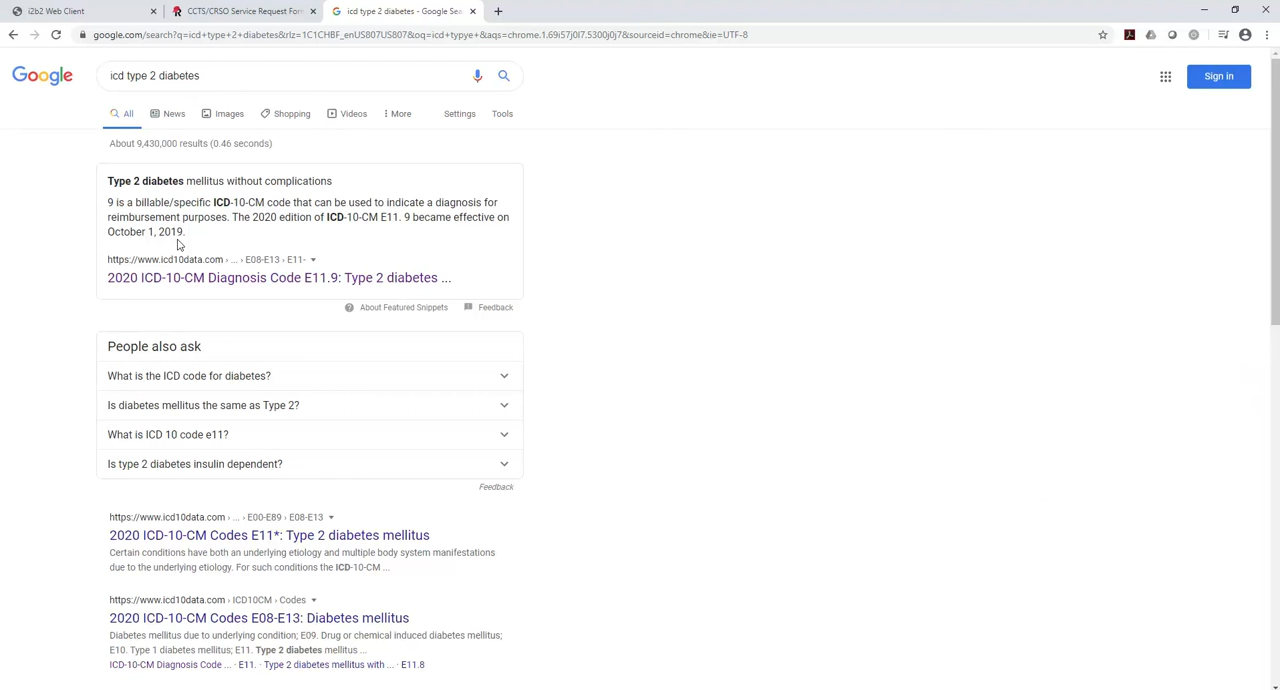 i2b2 Web Client
CCTS/CRSO Service Request Form
icd type 2 diabetes - Google Sea
google.com/search?q=icd+type+2+diabetes&rlz=1C1CHBF_enUS807US807&oq=icd+typye+&aqs=chrome.1.69i57j0l7.5300j0j7&sourceid=chrome&ie=UTF-8
Google
icd type 2 diabetes
Sign in
All News Images Shopping Videos More Settings Tools
About 9,430,000 results (0.46 seconds)
Type 2 diabetes mellitus without complications
9 is a billable/specific ICD-10-CM code that can be used to indicate a diagnosis for
reimbursement purposes. The 2020 edition of ICD-10-CM E11. 9 became effective on
October 1, 2019.
https://www.icd10data.com › ... › E08-E13 › E11-
2020 ICD-10-CM Diagnosis Code E11.9: Type 2 diabetes ...
About Featured Snippets Feedback
People also ask
What is the ICD code for diabetes?
Is diabetes mellitus the same as Type 2?
What is ICD 10 code e11?
Is type 2 diabetes insulin dependent?
Feedback
https://www.icd10data.com › ... › E00-E89 › E08-E13
2020 ICD-10-CM Codes E11*: Type 2 diabetes mellitus
Certain conditions have both an underlying etiology and multiple body system manifestations
due to the underlying etiology. For such conditions the ICD-10-CM ...
https://www.icd10data.com › ICD10CM › Codes
2020 ICD-10-CM Codes E08-E13: Diabetes mellitus
Diabetes mellitus due to underlying condition; E09. Drug or chemical induced diabetes mellitus;
E10. Type 1 diabetes mellitus; E11. Type 2 diabetes mellitus ...
ICD-10-CM Diagnosis Code ... · E11. · Type 2 diabetes mellitus with ... · E11.8